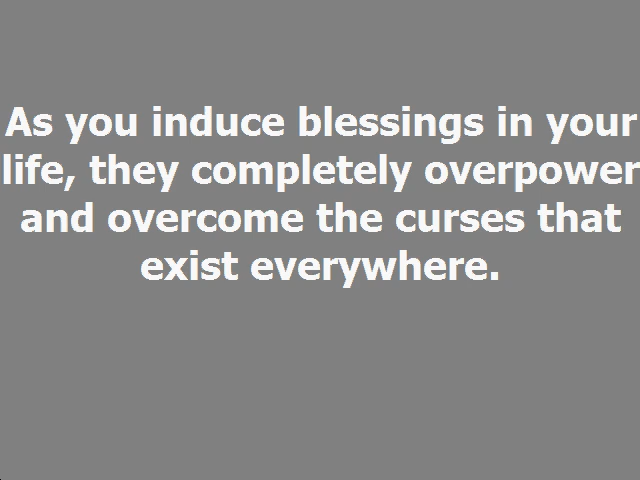 As you induce blessings in your
life, they completely overpower
and overcome the curses that
exist everywhere.